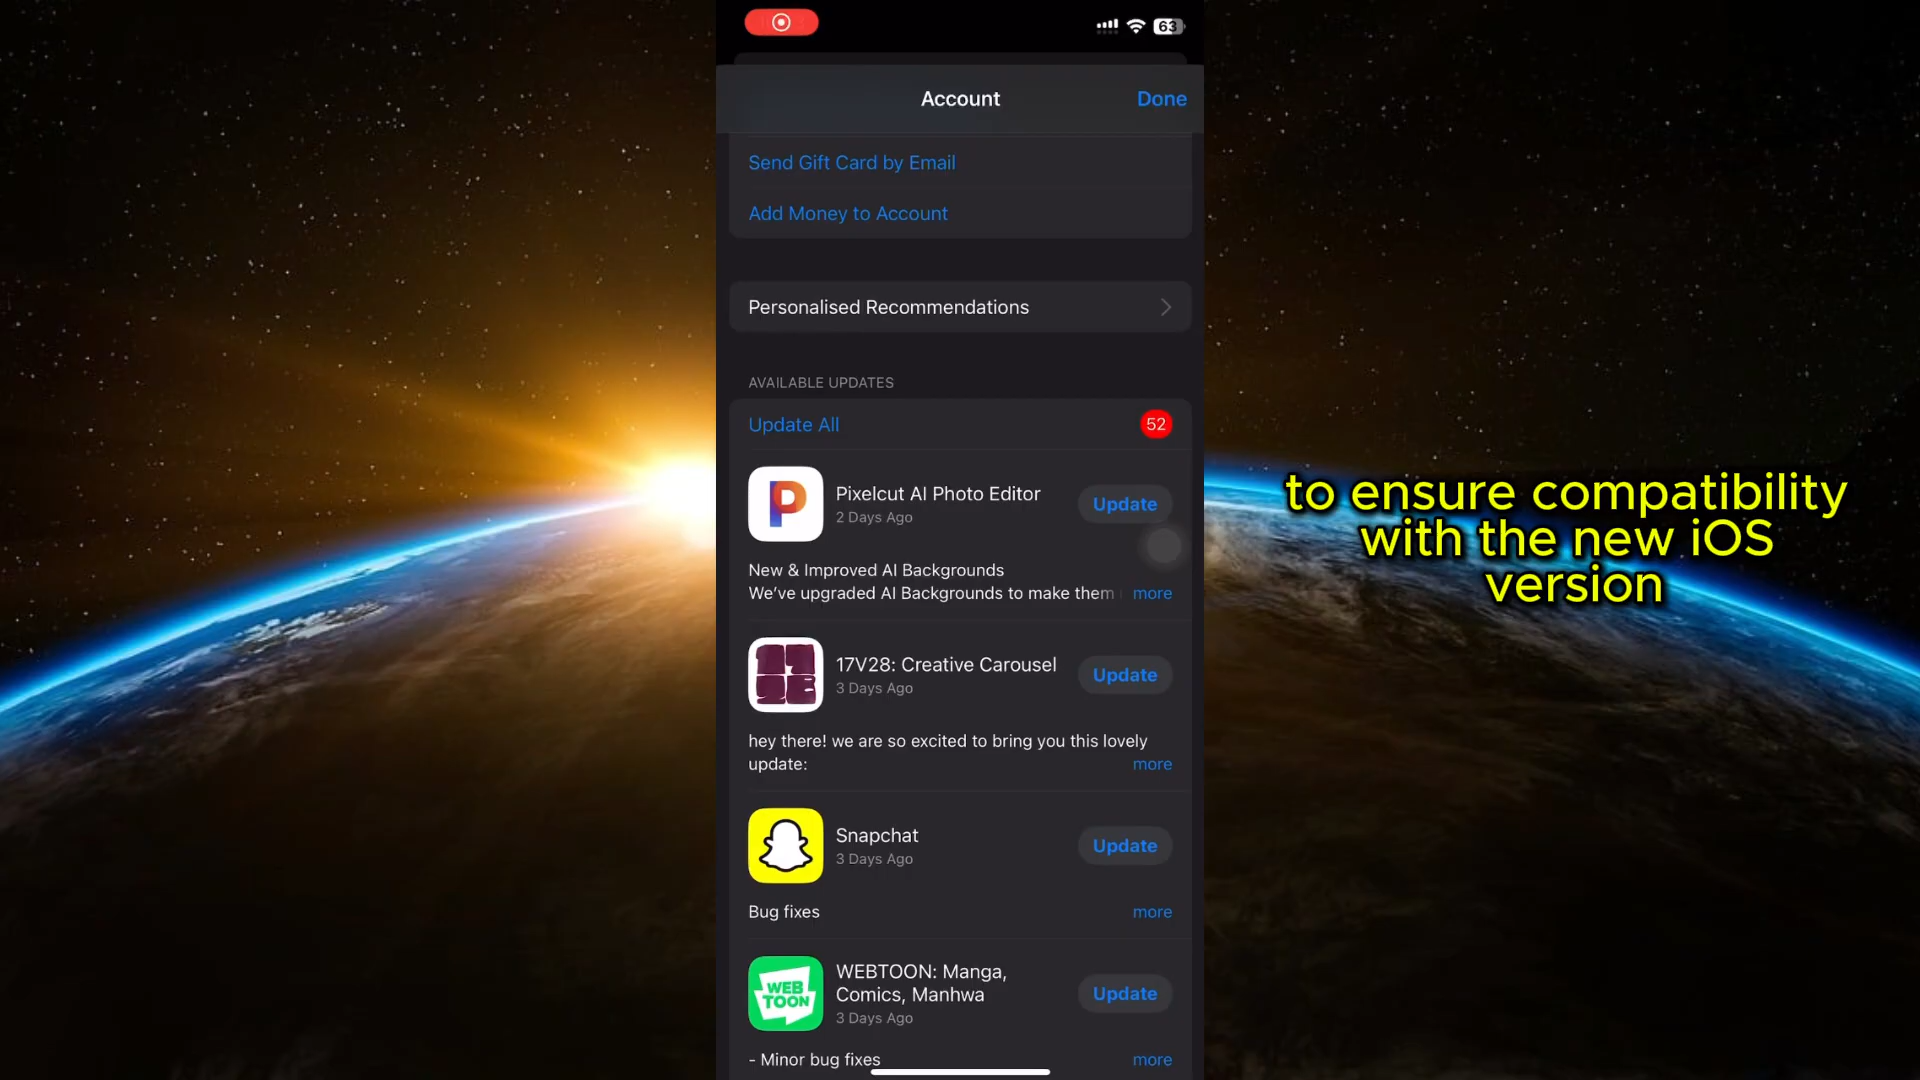 63
Account
Done
Send Gift Card by Email
Add Money to Account
Personalised Recommendations
AVAILABLE UPDATES
Update All
52
P
Pixelcut AI Photo Editor
2 Days Ago
Update
New & Improved AI Backgrounds
We've upgraded AI Backgrounds to make them
more
17V28: Creative Carousel
3 Days Ago
Update
hey there! we are so excited to bring you this lovely
update:
more
Snapchat
3 Days Ago
Update
Bug fixes
more
WEB
TOON
WEBTOON: Manga,
Comics, Manhwa
3 Days Ago
Update
- Minor bug fixes
more
to ensure compatibility
with the new iOS
version